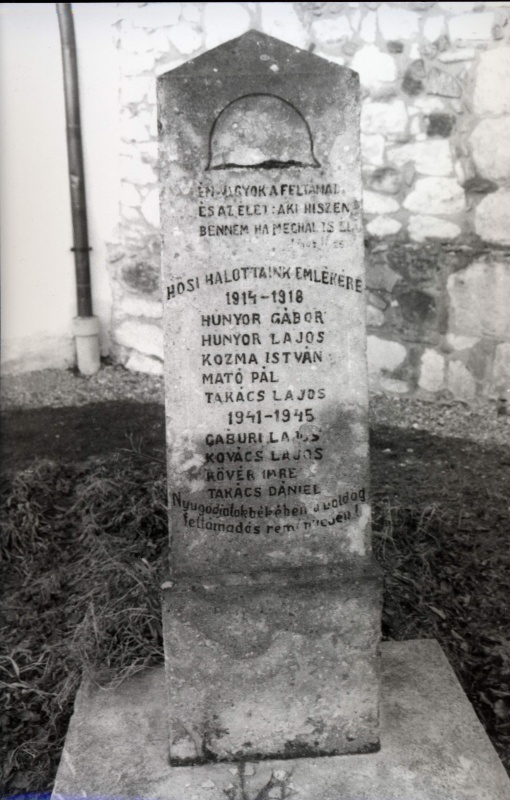 ÉN VAGYOK A FELTÁMAD
ÉS AZ ÉLET: AKI HISZEN
BENNEM HA MEGHAL IS ÉL
HŐSI HALOTTAINK EMLÉKÉRE
1914-1918
HUNYOR GÁBOR
HUNYOR LAJOS
KOZMA ISTVÁN
MATÓ PÁL
TAKÁCS LAJOS
1941-1945
GÁBURI LAJOS
KOVÁCS LAJOS
KÖVÉR IMRE
TAKÁCS DÁNIEL
Nyugodjatok békében a boldog
feltámadás reményében!